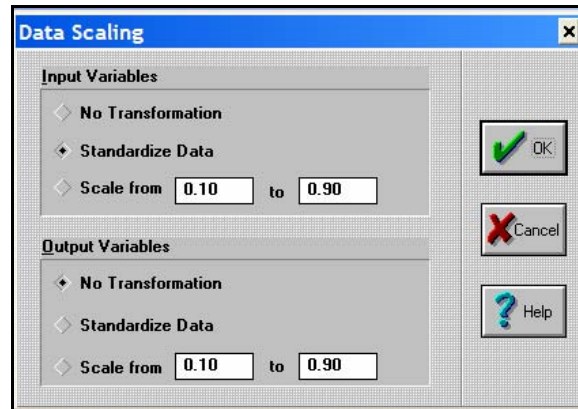 Data Scaling
Input Variables
No Transformation
Standardize Data
Scale from 0.10 to 0.90
Output Variables
No Transformation
Standardize Data
Scale from 0.10 to 0.90
OK
Cancel
Help